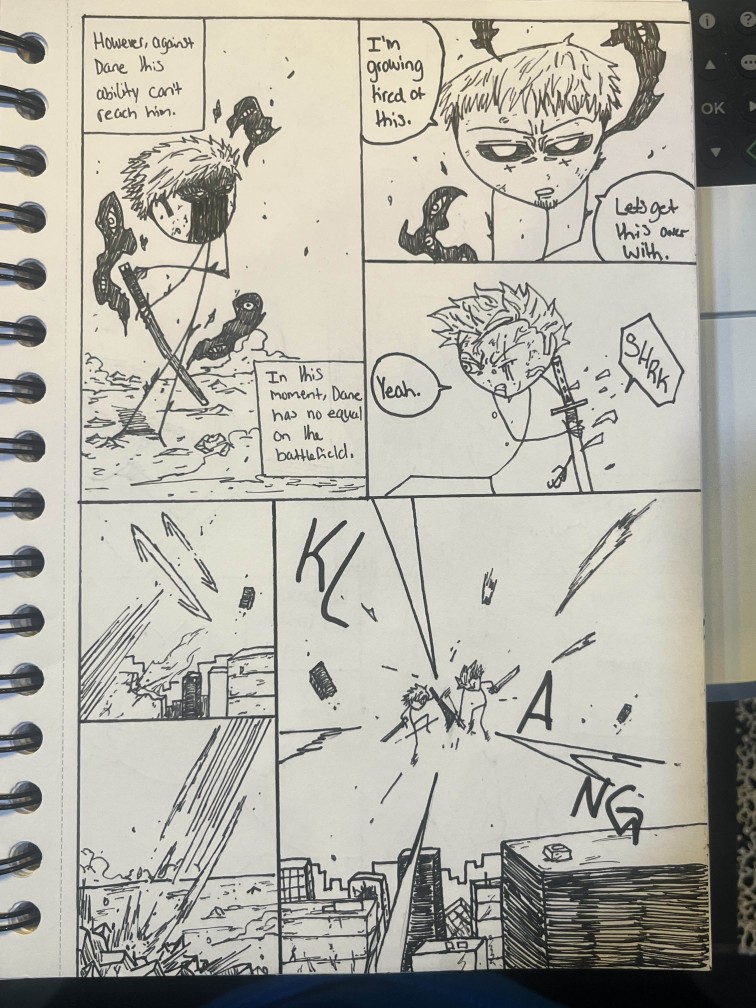 However, against
Dane this
ability can't
reach him.
I'm
growing
tired of
this.
Let's get
this over
with.
In this
moment, Dane
has no equal
on the
battlefield.
Yeah.
SHRK
KL
A
NG
OK